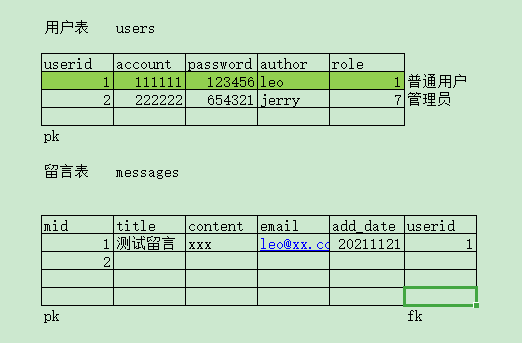 用户表 users
userid account password author role
1 111111 123456 leo 1 普通用户
2 222222 654321 jerry 7 管理员
pk
留言表 messages
mid title content email add_date userid
1 测试留言 xxx leo@xx.co 20211121 1
2
pk fk